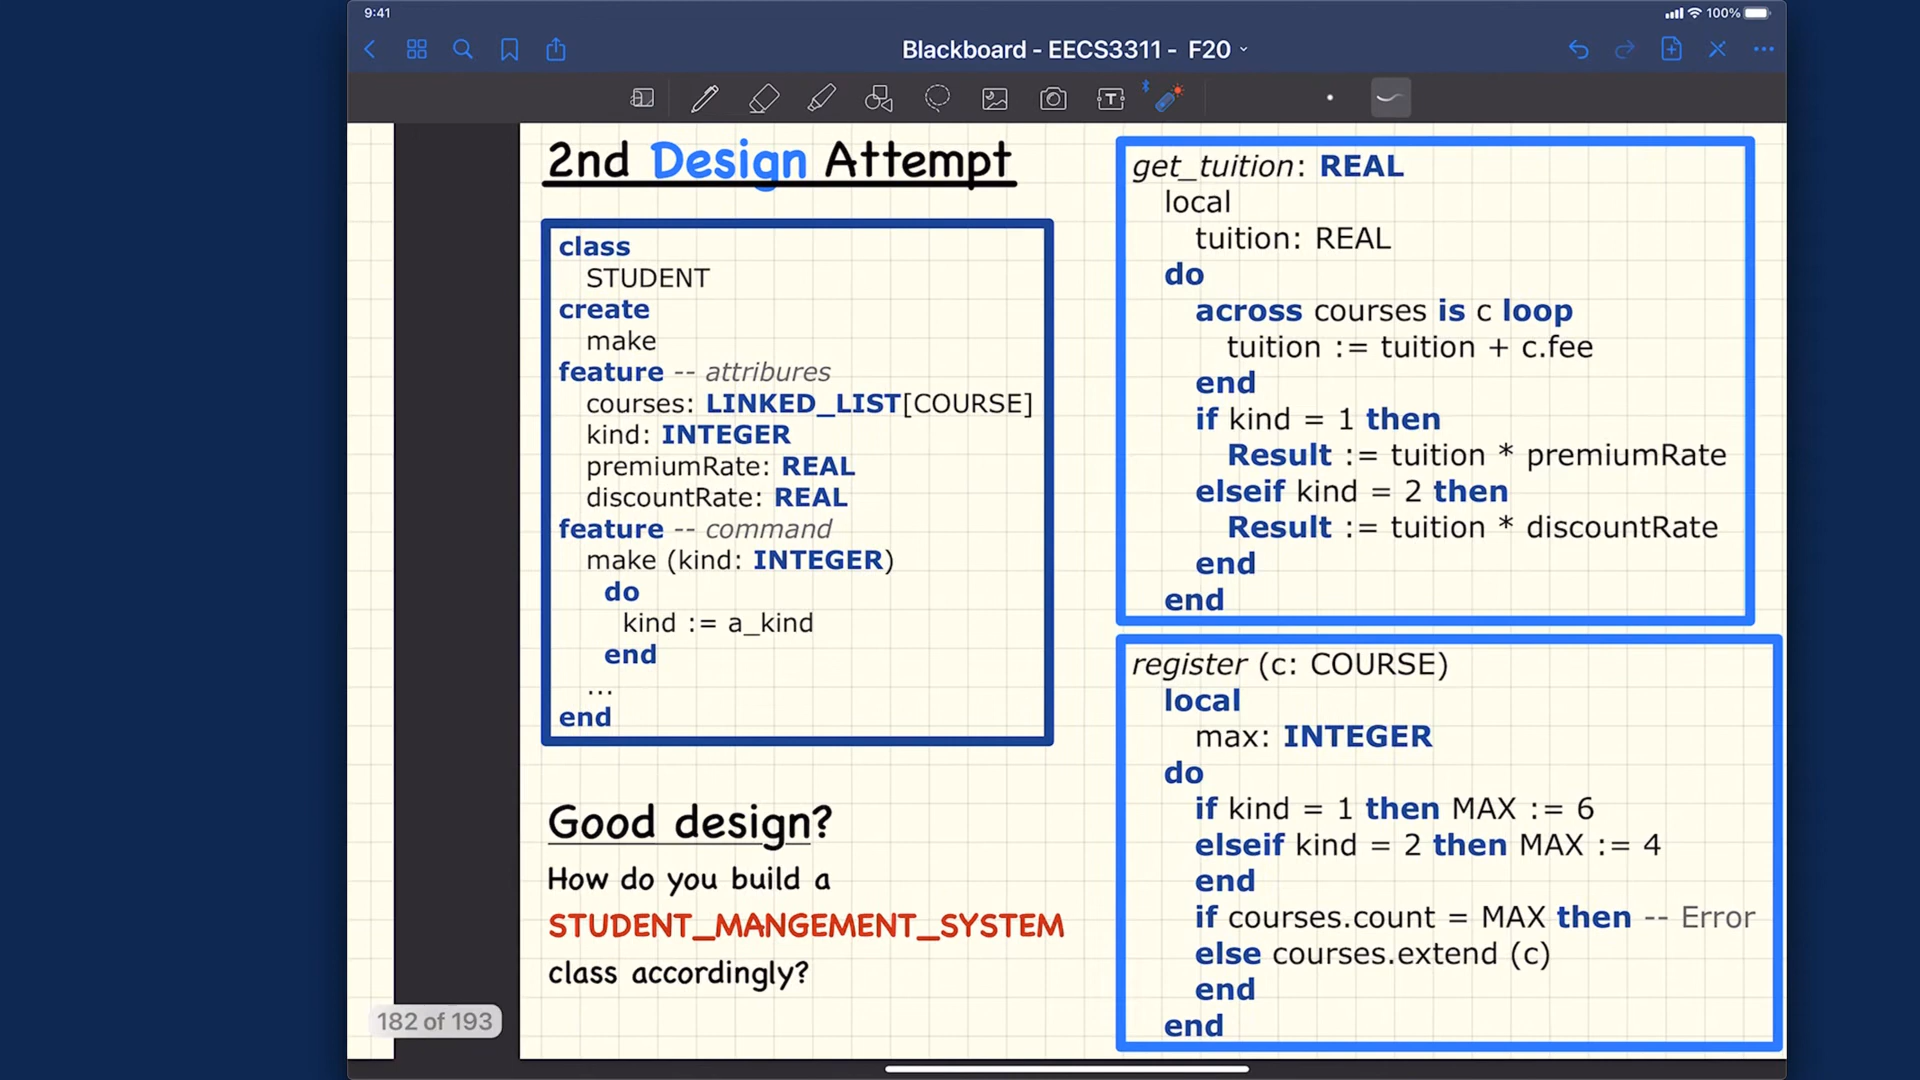 9:41
100%
Blackboard - EECS3311 - F20
T
2nd Design Attempt
class
STUDENT
create
make
feature -- attribures
courses: LINKED_LIST[COURSE]
kind: INTEGER
premiumRate: REAL
discountRate: REAL
feature -- command
make (kind: INTEGER)
do
kind := a_kind
end
...
end
Good design?
How do you build a
STUDENT_MANGEMENT_SYSTEM
class accordingly?
182 of 193
get_tuition: REAL
local
tuition: REAL
do
across courses is c loop
tuition := tuition + c.fee
end
if kind = 1 then
Result := tuition * premiumRate
elseif kind = 2 then
Result := tuition * discountRate
end
end
register (c: COURSE)
local
max: INTEGER
do
if kind = 1 then MAX := 6
elseif kind = 2 then MAX := 4
end
if courses.count = MAX then -- Error
else courses.extend (c)
end
end